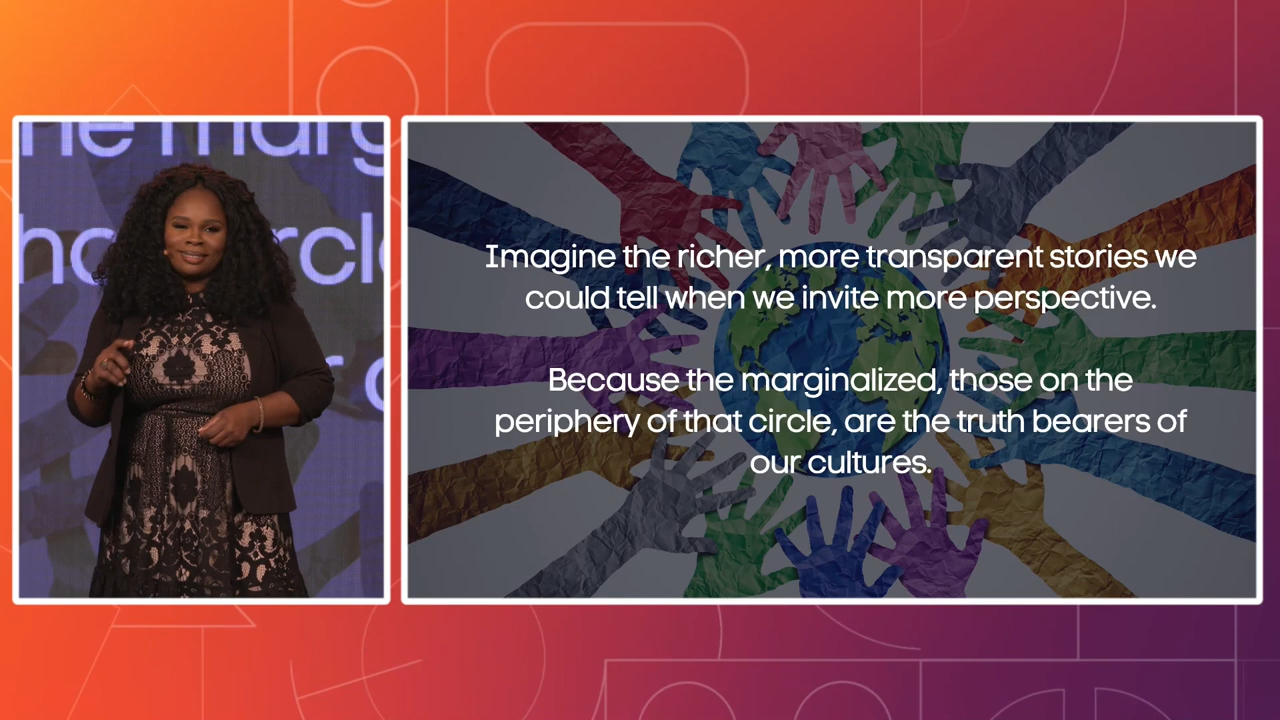 Imagine the richer, more transparent stories we
could tell when we invite more perspective.
Because the marginalized, those on the
periphery of that circle, are the truth bearers of
our cultures.